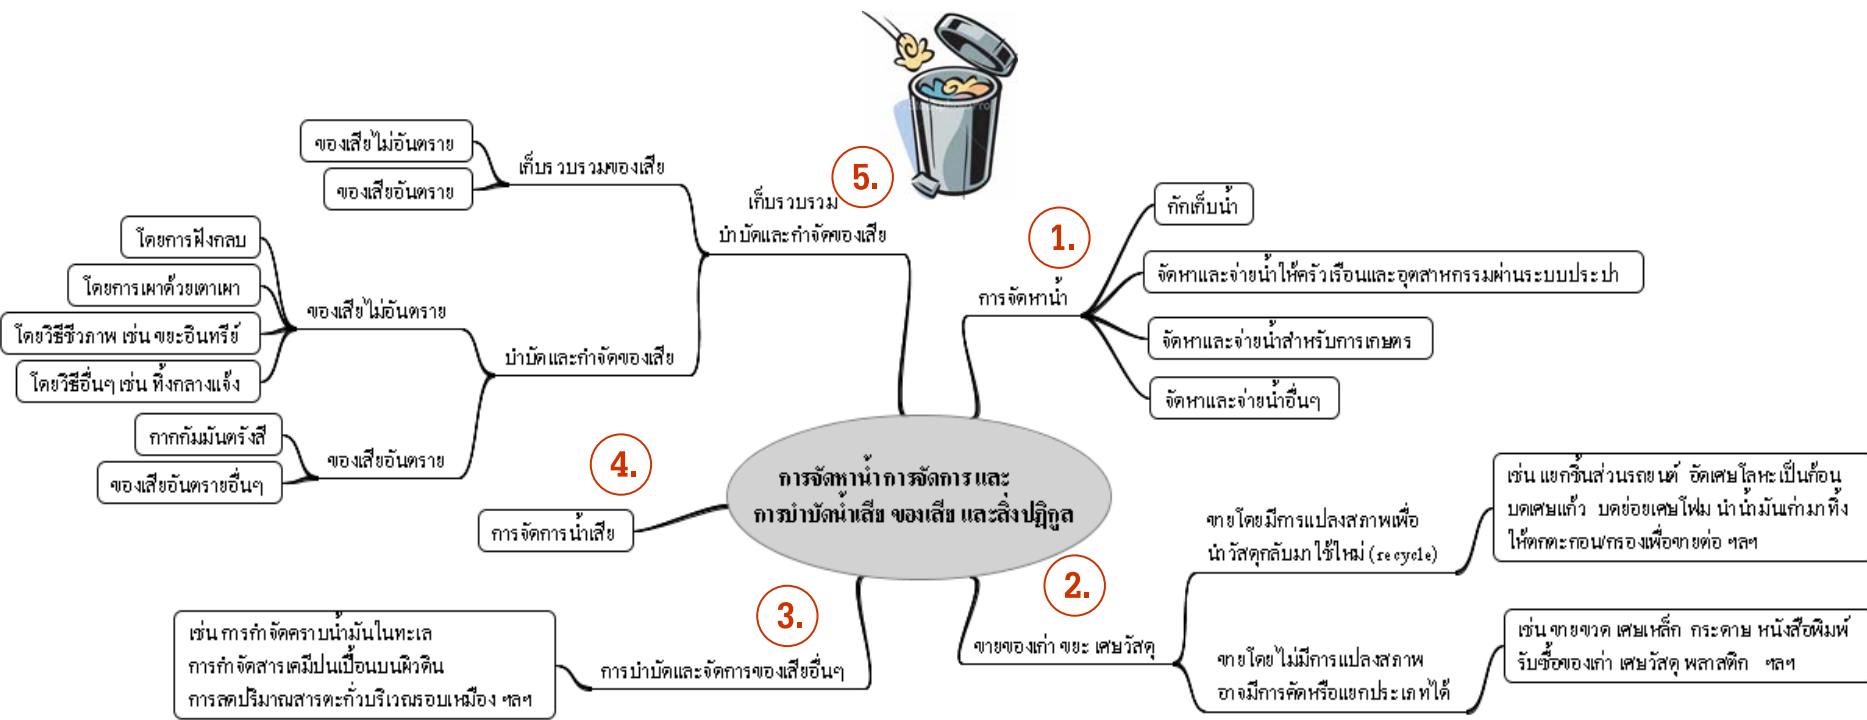 การจัดหาน้ำ การจัดการ และ
การบำบัดน้ำเสีย ของเสีย และสิ่งปฏิกูล
1.
การจัดหาน้ำ
กักเก็บน้ำ
จัดหาและจ่ายน้ำให้ครัวเรือนและอุตสาหกรรมผ่านระบบประปา
จัดหาและจ่ายน้ำสำหรับการเกษตร
จัดหาและจ่ายน้ำอื่นๆ
2.
ขายของเก่า ขยะ เศษวัสดุ
ขายโดยมีการแปลงสภาพเพื่อ
นำวัสดุกลับมาใช้ใหม่ (recycle)
เช่น แยกชิ้นส่วนรถยนต์ อัดเศษโลหะเป็นก้อน
บดเศษแก้ว บดย่อยเศษโฟม นำน้ำมันเก่ามาทิ้ง
ให้ตกตะกอน/กรองเพื่อขายต่อ ฯลฯ
ขายโดยไม่มีการแปลงสภาพ
อาจมีการคัดหรือแยกประเภทได้
เช่น ขายขวด เศษเหล็ก กระดาษ หนังสือพิมพ์
รับซื้อของเก่า เศษวัสดุ พลาสติก ฯลฯ
3.
การบำบัดและจัดการของเสียอื่นๆ
เช่น การกำจัดคราบน้ำมันในทะเล
การกำจัดสารเคมีปนเปื้อนบนผิวดิน
การลดปริมาณสารตะกั่วบริเวณรอบเหมือง ฯลฯ
4.
การจัดการน้ำเสีย
5.
เก็บรวบรวม
บำบัดและกำจัดของเสีย
เก็บรวบรวมของเสีย
ของเสียไม่อันตราย
ของเสียอันตราย
บำบัดและกำจัดของเสีย
ของเสียไม่อันตราย
โดยการฝังกลบ
โดยการเผาด้วยเตาเผา
โดยวิธีชีวภาพ เช่น ขยะอินทรีย์
โดยวิธีอื่นๆ เช่น ทิ้งกลางแจ้ง
ของเสียอันตราย
กากกัมมันตรังสี
ของเสียอันตรายอื่นๆ